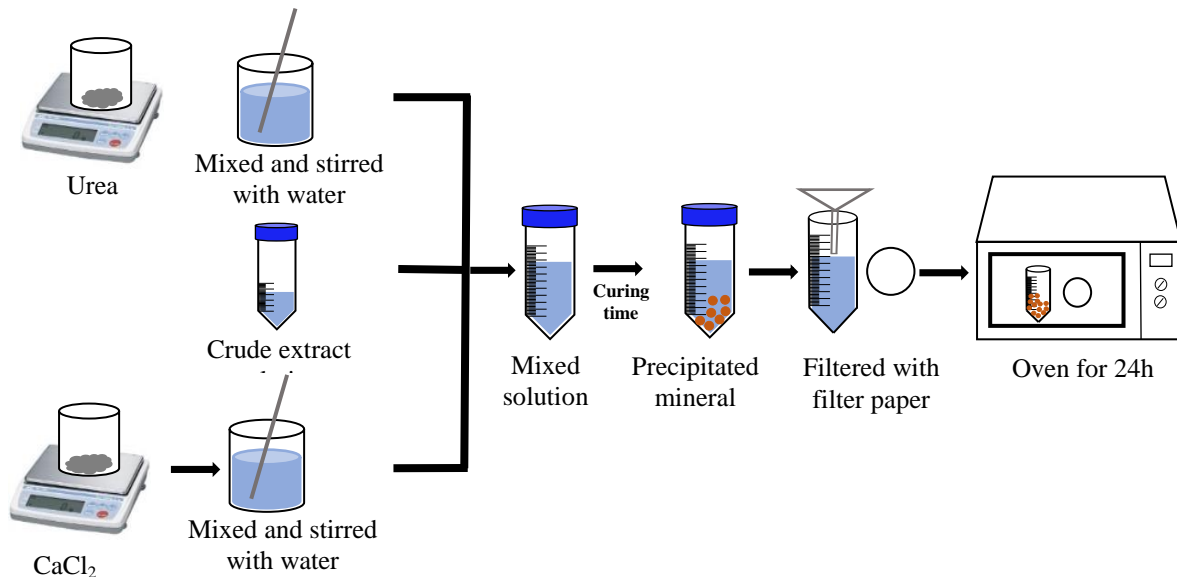 Urea
Mixed and stirred
with water
Crude extract
CaCl₂
Mixed and stirred
with water
Mixed
solution
Curing
time
Precipitated
mineral
Filtered with
filter paper
Oven for 24h